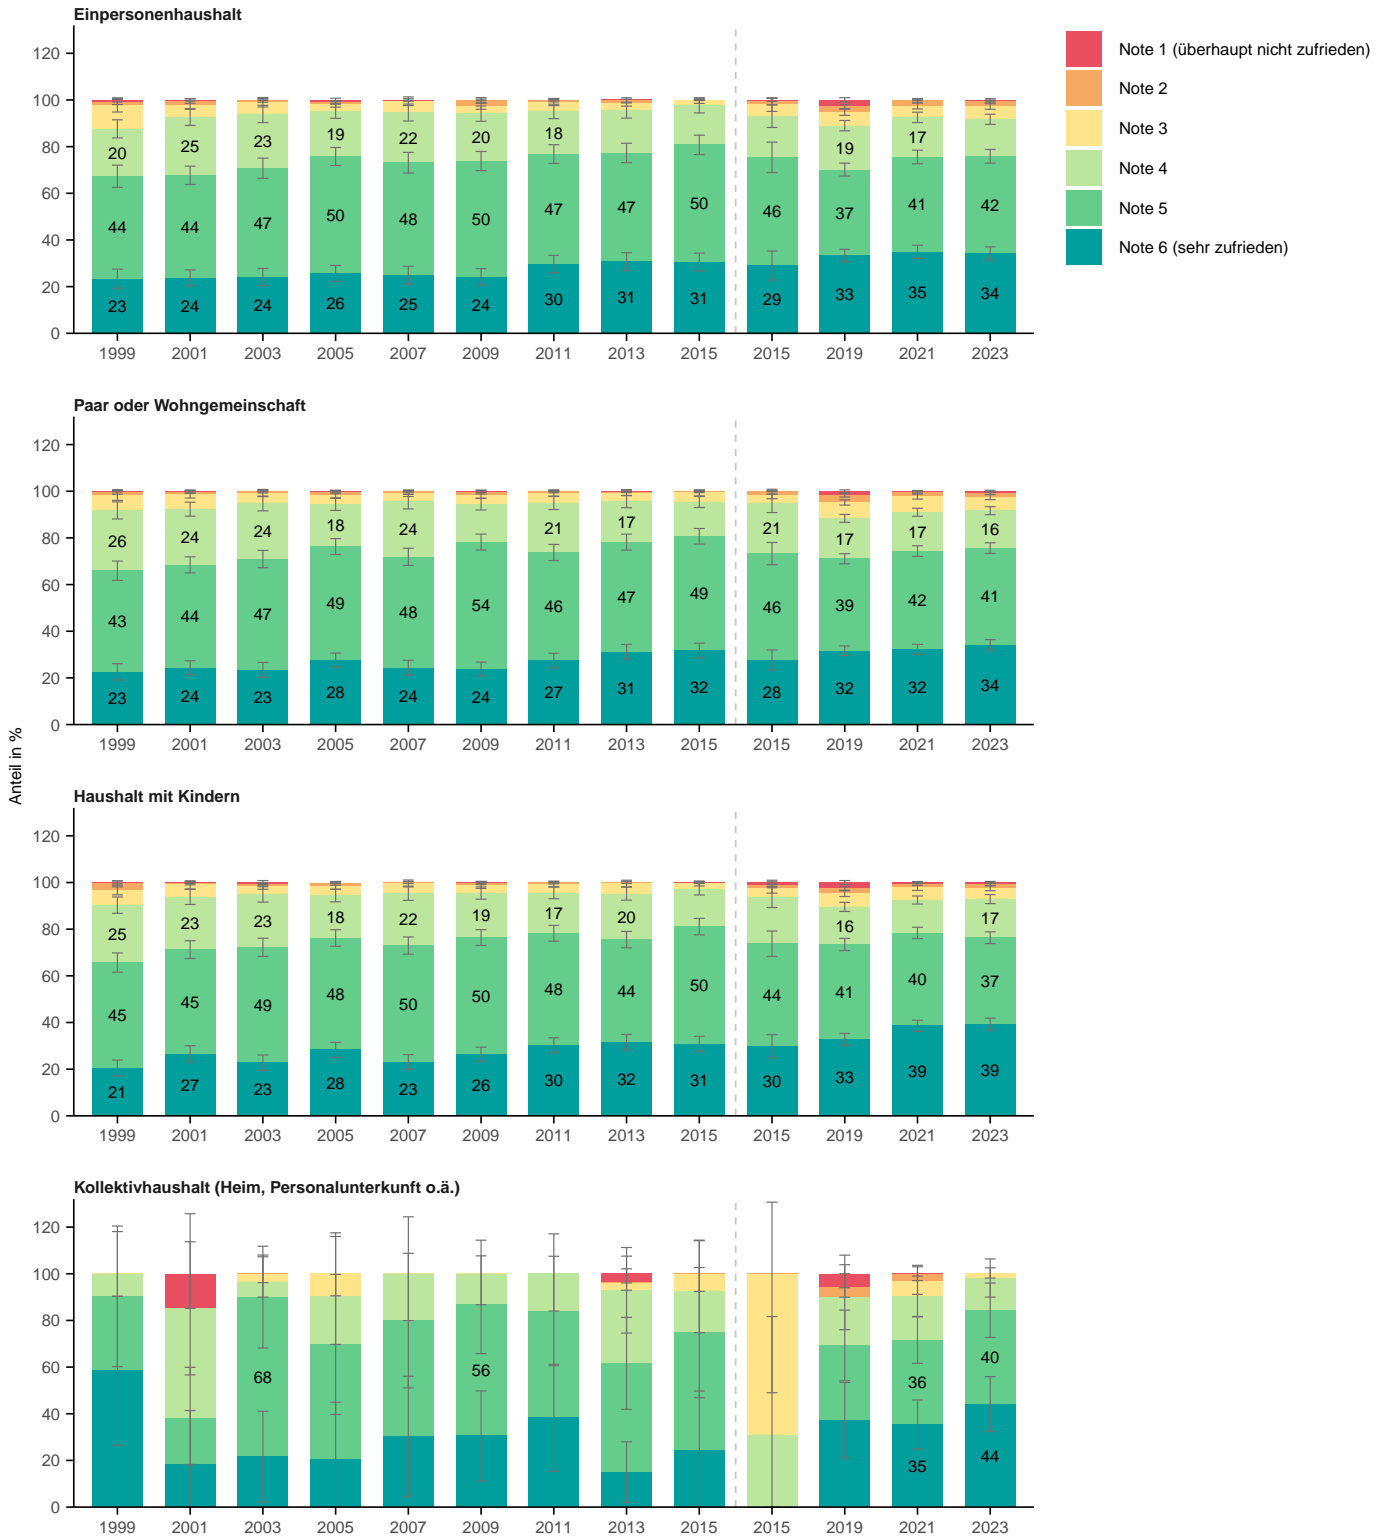 Einpersonenhaushalt
120
100
80
60
40
20
0
20 25 23 19 22 20 18 19 17
44 44 47 50 48 50 47 47 50 46 37 41 42
23 24 24 26 25 24 30 31 31 29 33 35 34
1999 2001 2003 2005 2007 2009 2011 2013 2015 2015 2019 2021 2023
Note 1 (überhaupt nicht zufrieden)
Note 2
Note 3
Note 4
Note 5
Note 6 (sehr zufrieden)
Paar oder Wohngemeinschaft
120
100
80
60
40
20
0
26 24 24 18 24 21 17 21 17 17 16
43 44 47 49 48 54 46 47 49 46 39 42 41
23 24 23 28 24 24 27 31 32 28 32 32 34
1999 2001 2003 2005 2007 2009 2011 2013 2015 2015 2019 2021 2023
Anteil in %
Haushalt mit Kindern
120
100
80
60
40
20
0
25 23 23 18 22 19 17 20 16 17
45 45 49 48 50 50 48 44 50 44 41 40 37
21 27 23 28 23 26 30 32 31 30 33 39 39
1999 2001 2003 2005 2007 2009 2011 2013 2015 2015 2019 2021 2023
Kollektivhaushalt (Heim, Personalunterkunft o.ä.)
120
100
80
60
40
20
0
68 56 36 40
35 44
1999 2001 2003 2005 2007 2009 2011 2013 2015 2015 2019 2021 2023